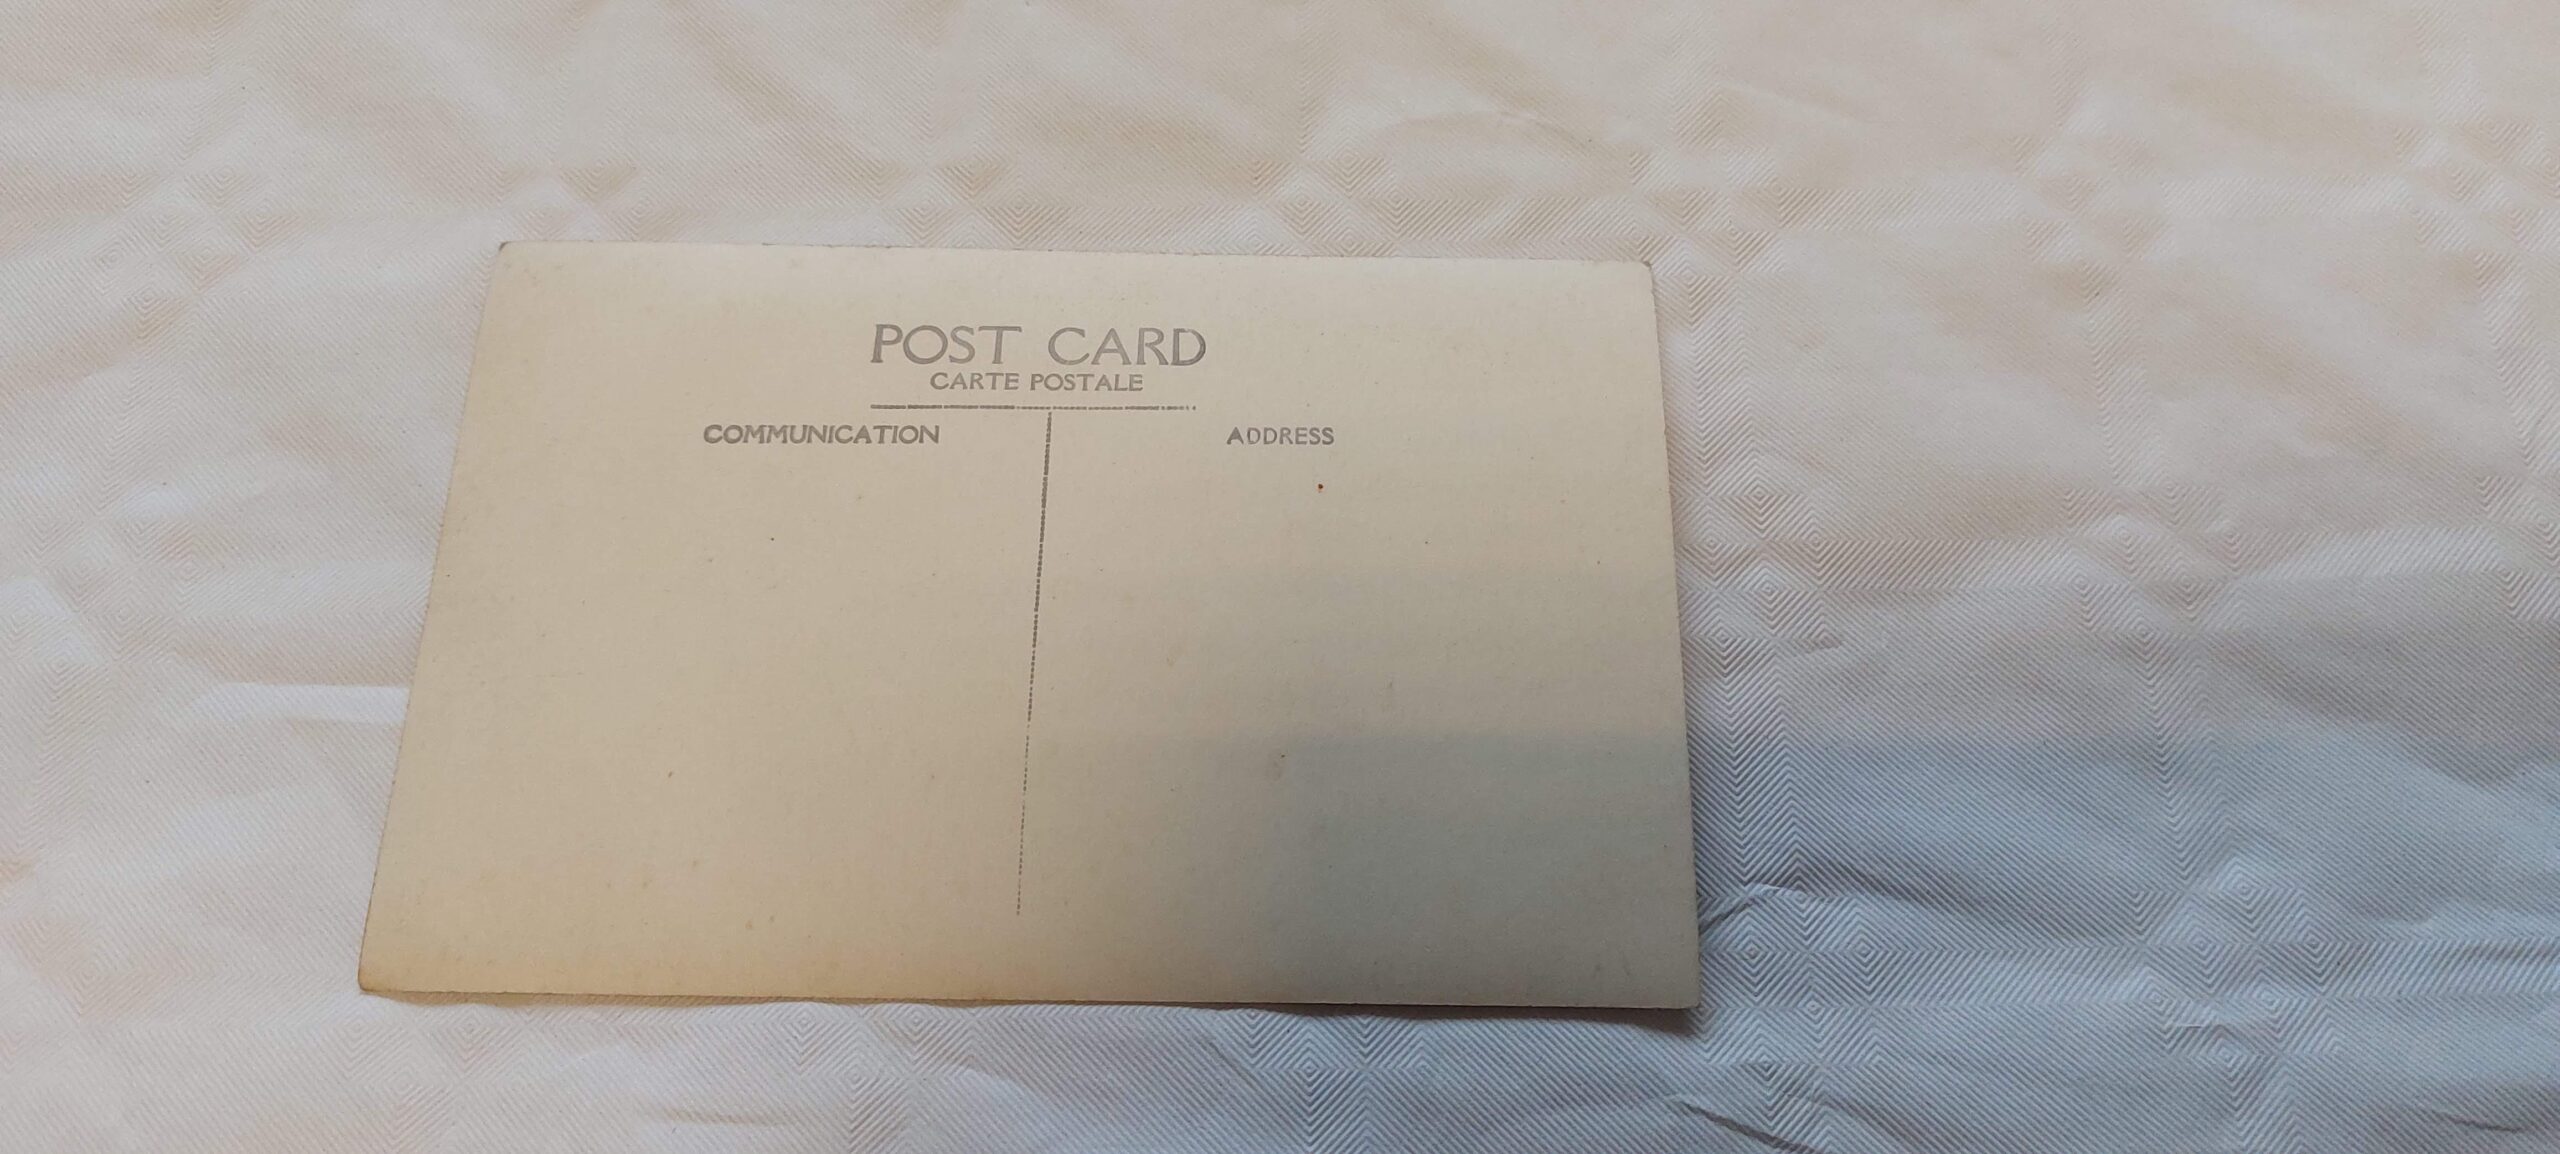 POST CARD
CARTE POSTALE
COMMUNICATION
ADDRESS